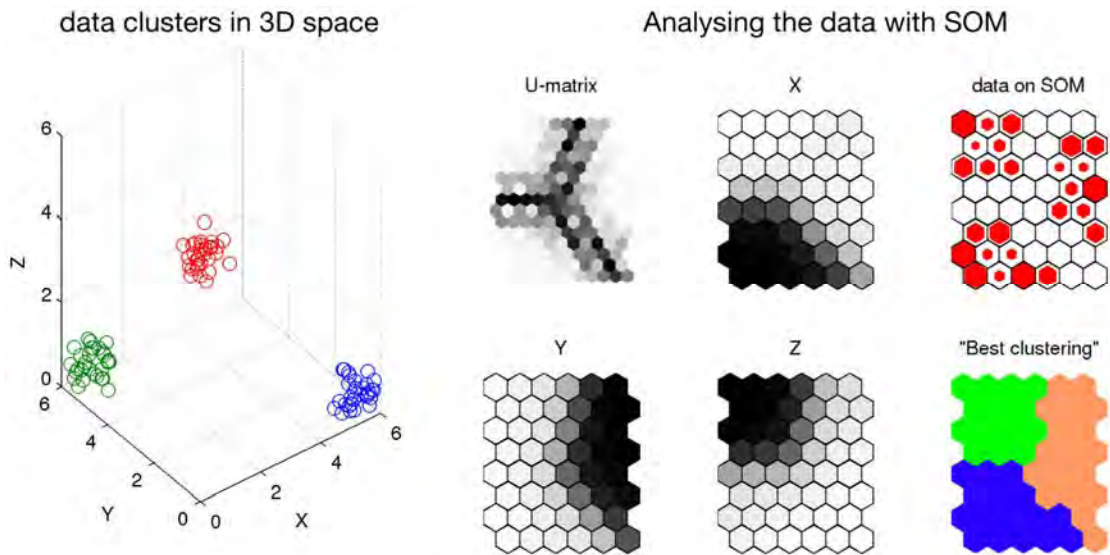 data clusters in 3D space
Analysing the data with SOM
U-matrix
X
data on SOM
6
4
2
0
Z
6
4
2
0
Y
0
2
4
6
X
Y
Z
"Best clustering"